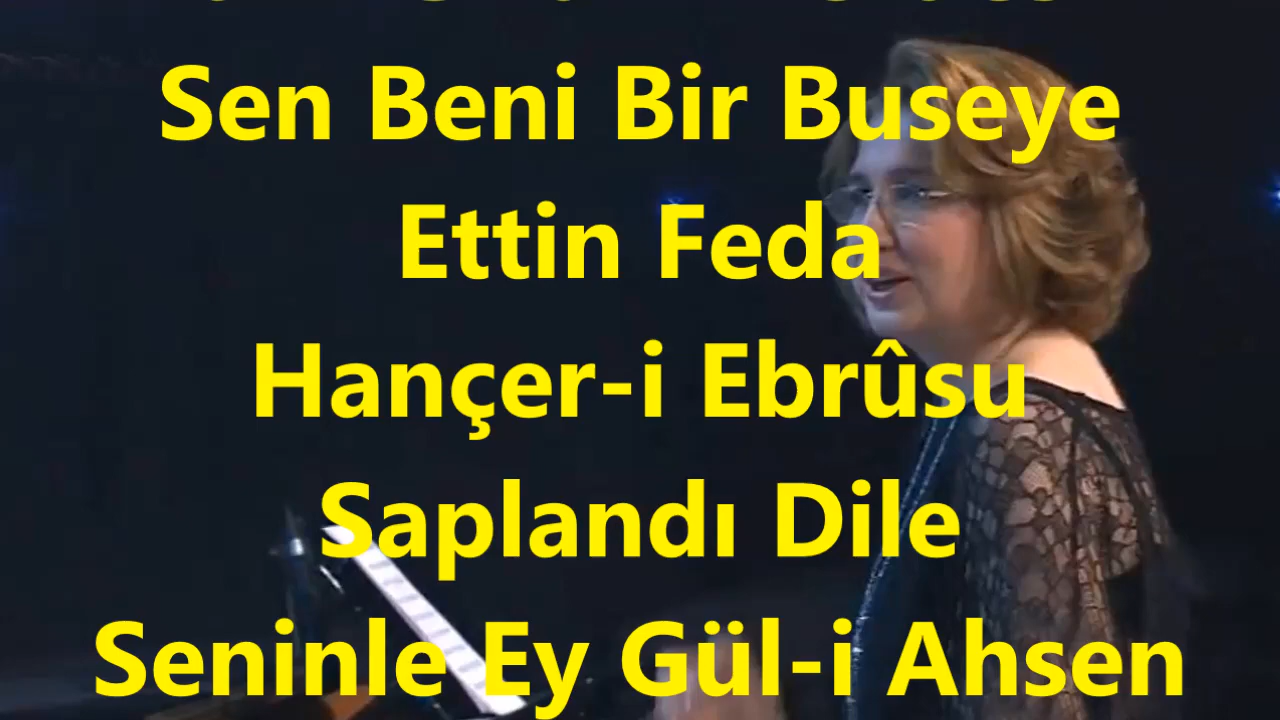 Sen Beni Bir Buseye
Ettin Feda
Hançer-i Ebrûsu
Saplandı Dile
Seninle Ey Gül-i Ahsen